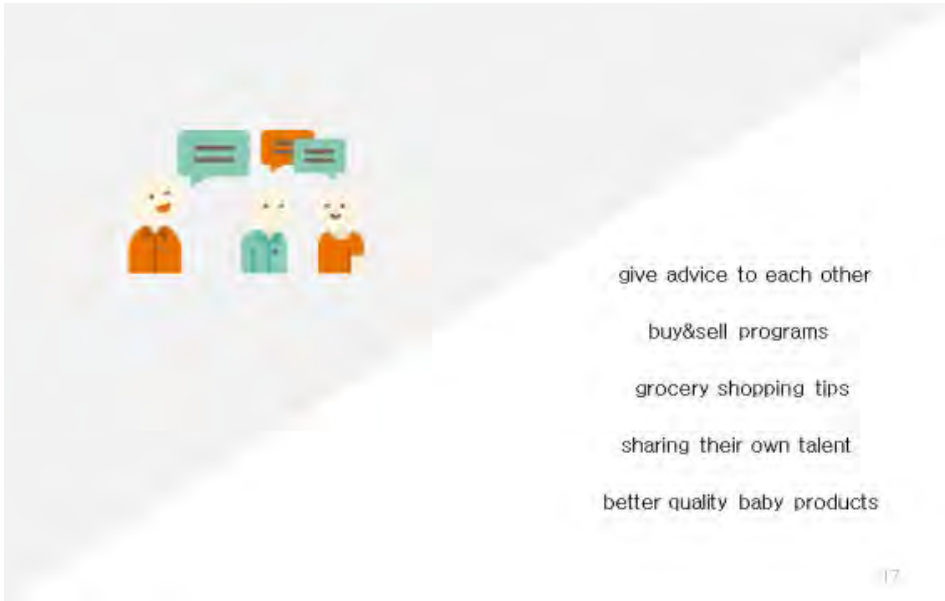 give advice to each other
buy&sell programs
grocery shopping tips
sharing their own talent
better quality baby products
17